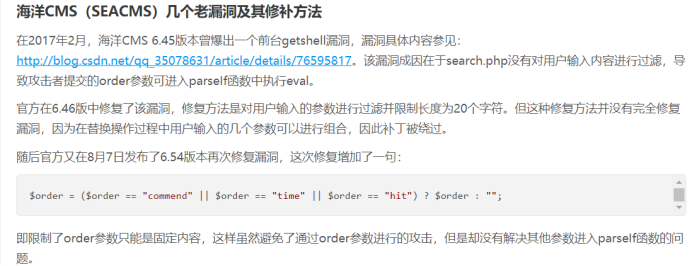 海洋CMS（SEACMS）几个老漏洞及其修补方法
在2017年2月，海洋CMS 6.45版本曾爆出一个前台getshell漏洞，漏洞具体内容参见：
http://blog.csdn.net/qq_35078631/article/details/76595817。该漏洞成因在于search.php没有对用户输入内容进行过滤，导
致攻击者提交的order参数可进入parself函数中执行eval。
官方在6.46版中修复了该漏洞，修复方法是对用户输入的参数进行过滤并限制长度为20个字符。但这种修复方法并没有完全修复
漏洞，因为在替换操作过程中用户输入的几个参数可以进行组合，因此补丁被绕过。
随后官方又在8月7日发布了6.54版本再次修复漏洞，这次修复增加了一句：
$order = ($order == "commend" || $order == "time" || $order == "hit") ? $order : "";
即限制了order参数只能是固定内容，这样虽然避免了通过order参数进行的攻击，但是却没有解决其他参数进入parself函数的问
题。